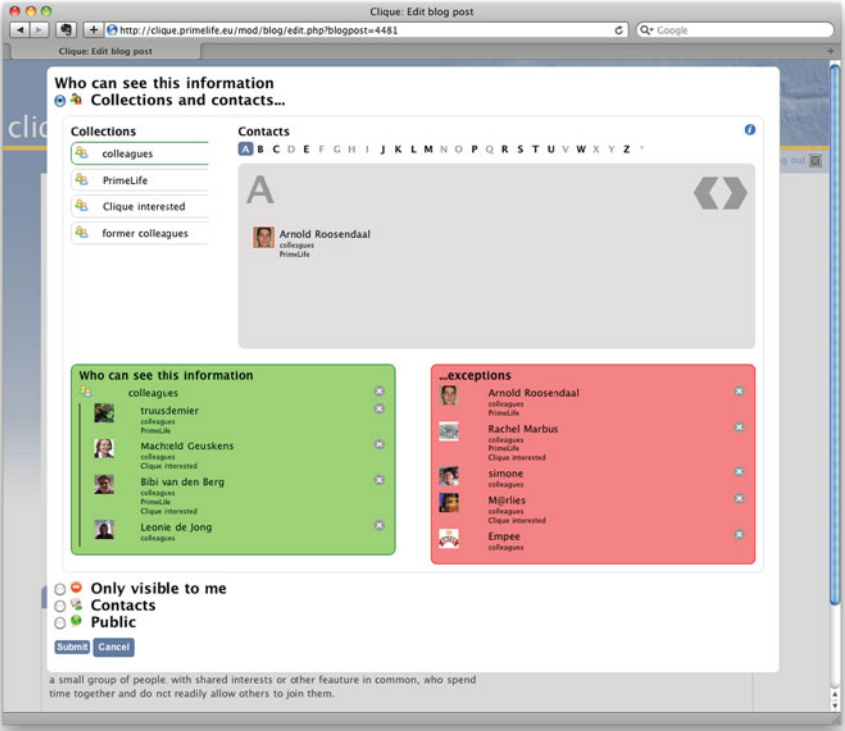 Clique: Edit blog post
http://clique.primelife.eu/mod/blog/edit.php?blogpost=4481
Google
Clique: Edit blog post
Who can see this information
Collections and contacts...
Collections
colleagues
PrimeLife
Clique interested
former colleagues
Contacts
A B C D E F G H I J K L M N O P Q R S T U V W X Y Z *
A
Arnold Roosendaal
colleagues
PrimeLife
Who can see this information
colleagues
truusdemier
colleagues
PrimeLife
Machteld Geuskens
colleagues
Clique interested
Bibi van den Berg
colleagues
PrimeLife
Clique interested
Leonie de Jong
colleagues
...exceptions
Arnold Roosendaal
colleagues
PrimeLife
Rachel Marbus
colleagues
PrimeLife
Clique interested
simone
colleagues
M@rlies
colleagues
Clique interested
Empee
colleagues
Only visible to me
Contacts
Public
Submit Cancel
a small group of people, with shared interests or other feauture in common, who spend
time together and do not readily allow others to join them.